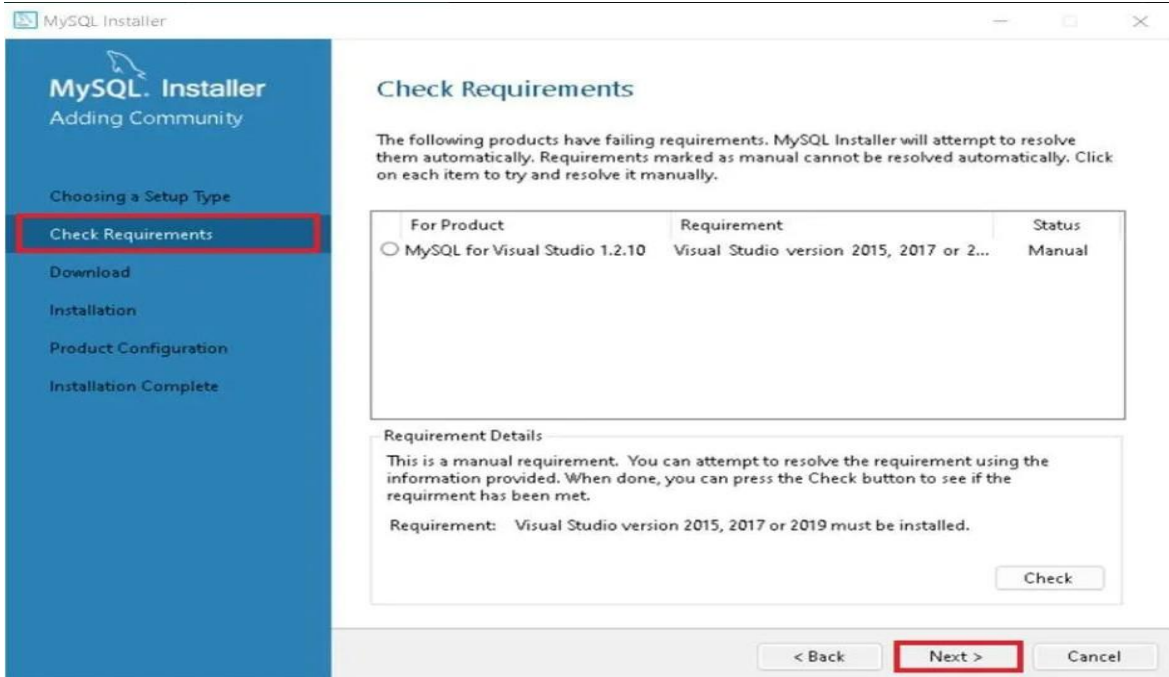 MySQL Installer
MySQL. Installer
Adding Community
Choosing a Setup Type
Check Requirements
Download
Installation
Product Configuration
Installation Complete
Check Requirements
The following products have failing requirements. MySQL Installer will attempt to resolve
them automatically. Requirements marked as manual cannot be resolved automatically. Click
on each item to try and resolve it manually.
For Product Requirement Status
MySQL for Visual Studio 1.2.10 Visual Studio version 2015, 2017 or 2... Manual
Requirement Details
This is a manual requirement. You can attempt to resolve the requirement using the
information provided. When done, you can press the Check button to see if the
requirment has been met.
Requirement: Visual Studio version 2015, 2017 or 2019 must be installed.
Check
< Back Next > Cancel